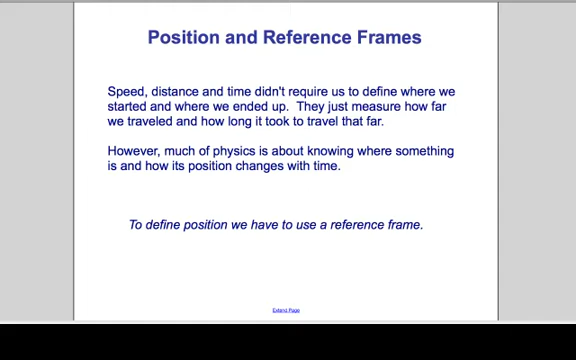 Position and Reference Frames
Speed, distance and time didn't require us to define where we
started and where we ended up. They just measure how far
we traveled and how long it took to travel that far.
However, much of physics is about knowing where something
is and how its position changes with time.
To define position we have to use a reference frame.
Extend Page